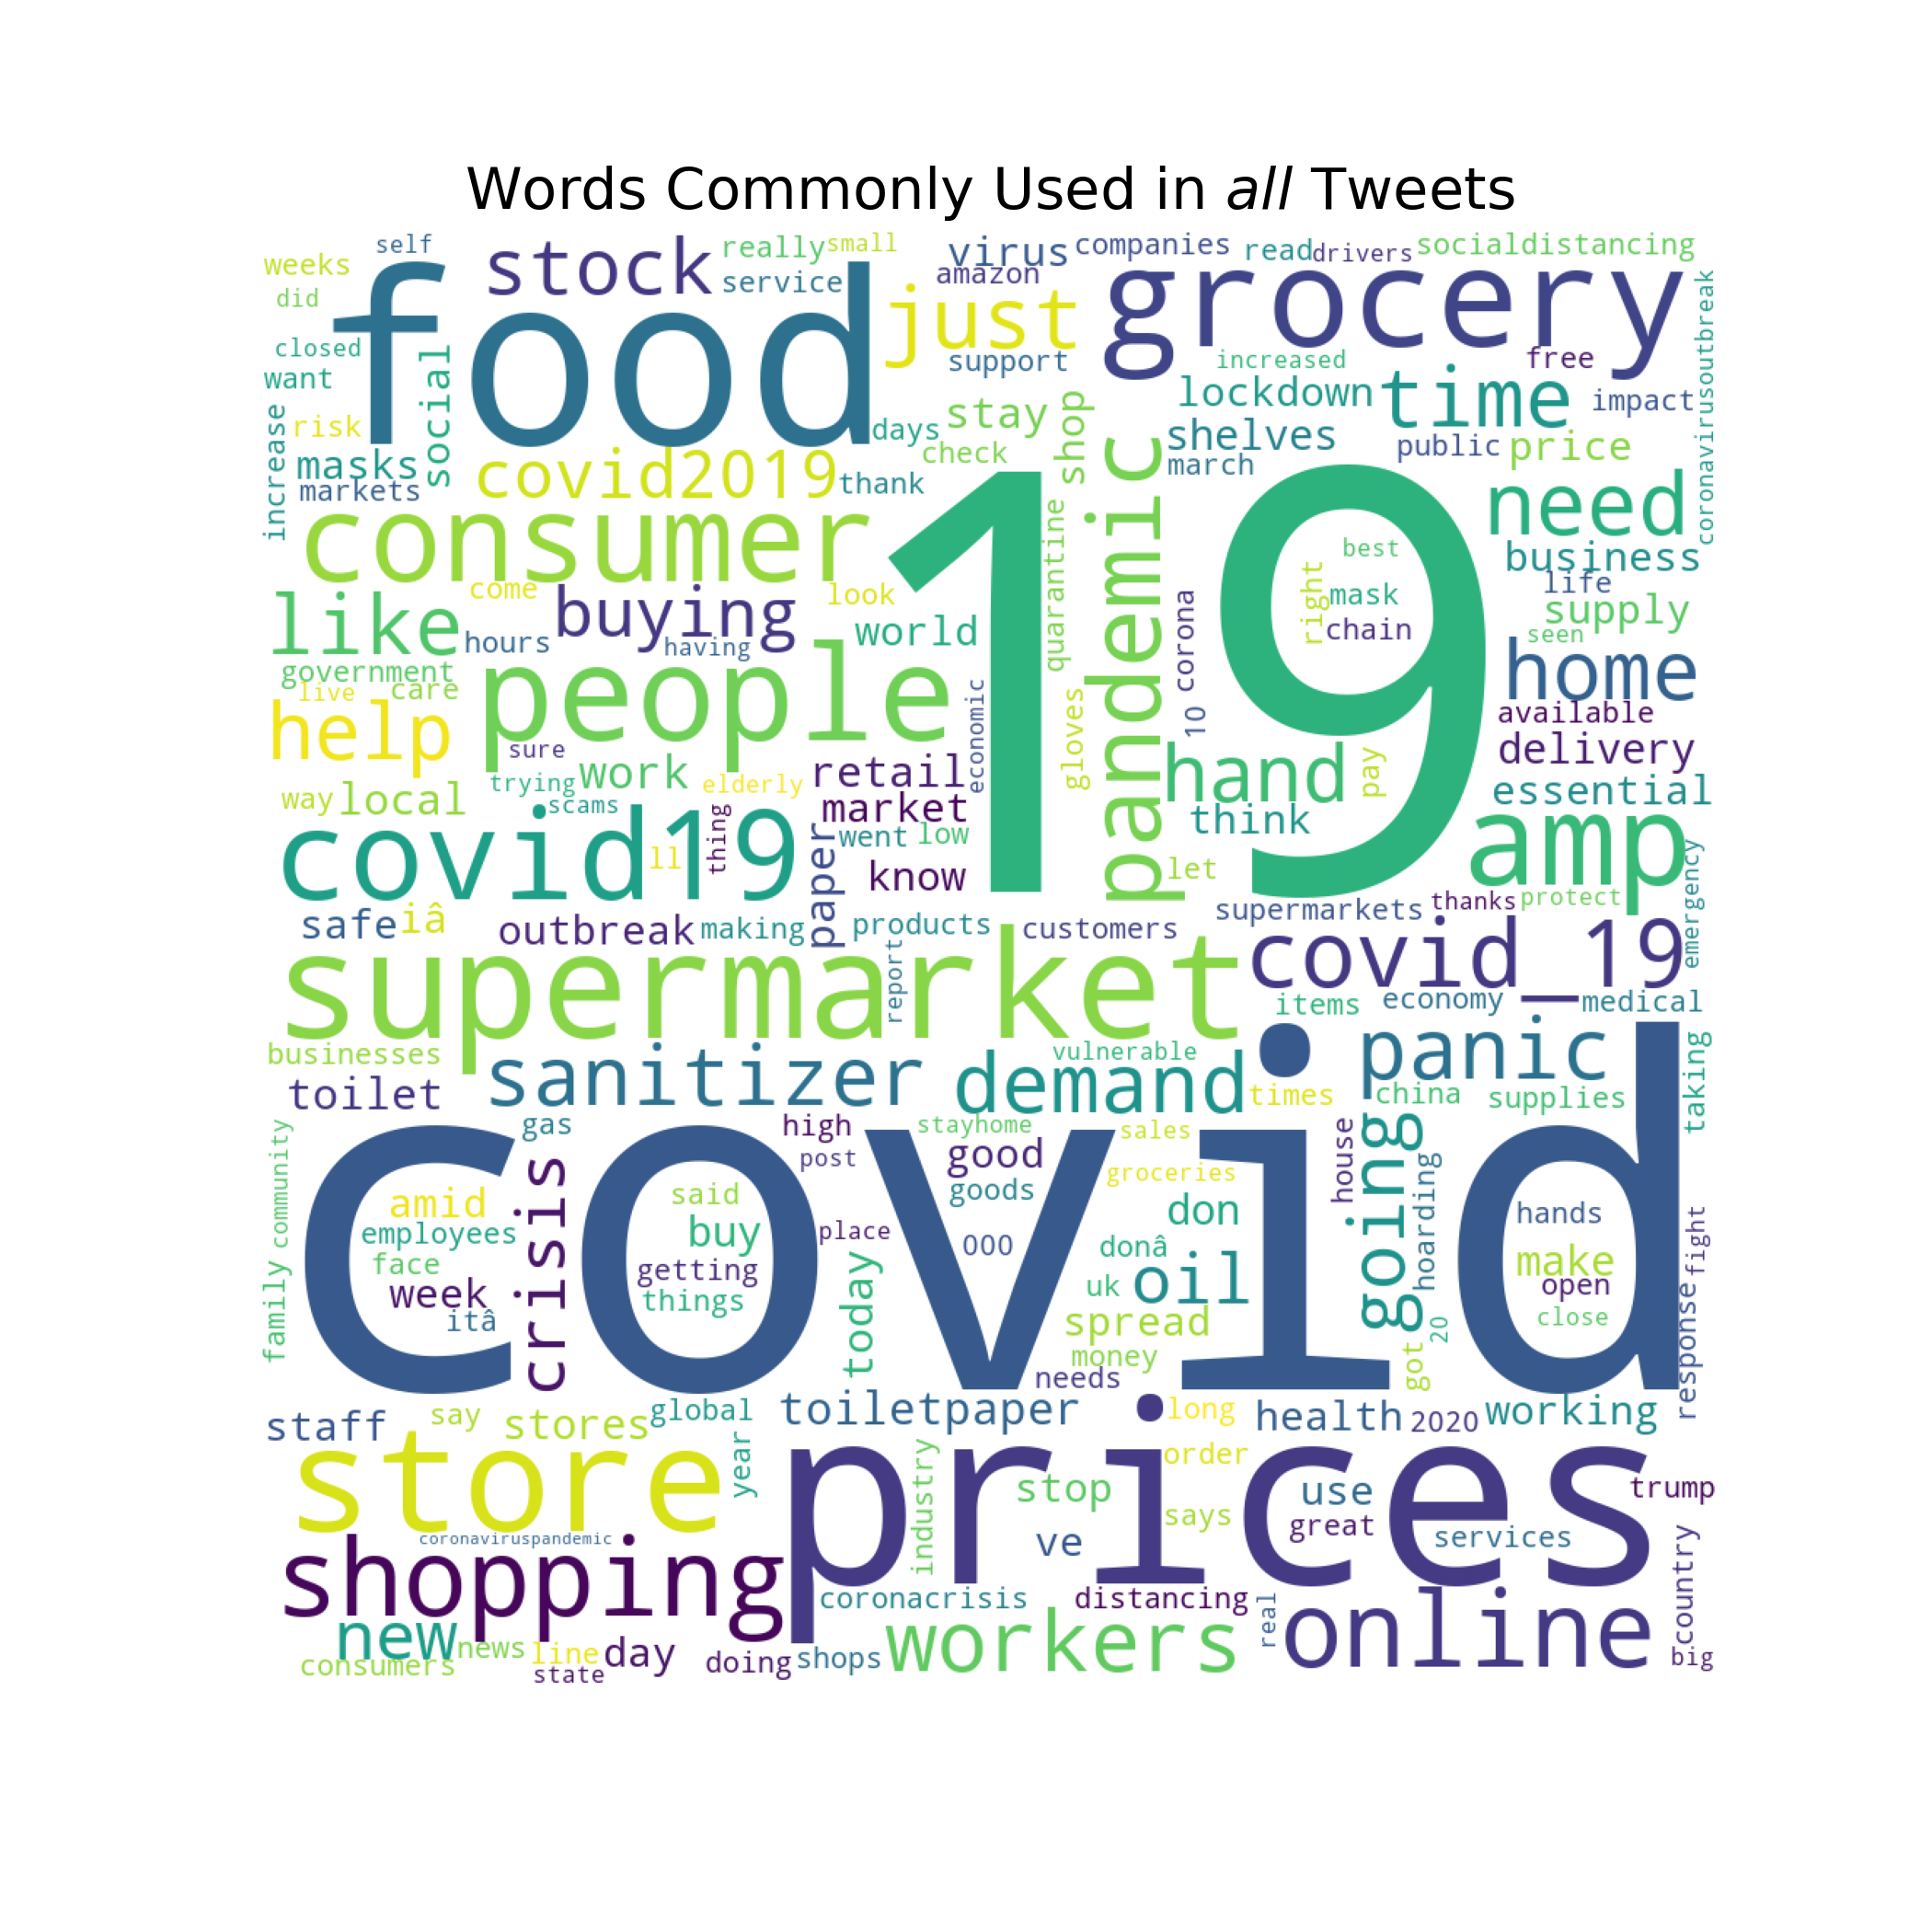 Words Commonly Used in all Tweets
self
weeks
did
stock
really
small
service
virus
companies
read
drivers
socialdistancing
amazon
food
just
grocery
closed
want
social
support
increased
free
coronavirusoutbreak
lockdown
time
impact
increase
risk
days
stay
shop
shelves
public
price
masks
markets
covid2019
thank
check
march
need
consumer
19
quarantine
pandemic
best
business
life
come
look
right
mask
supply
like
hours
buying
having
world
corona
chain
seen
government
live
care
people
economic
10
home
available
help
sure
gloves
hand
pay
delivery
trying
work
elderly
retail
way
local
scams
market
think
essential
covid19
ll
thing
paper
went
low
know
let
amp
emergency
safe
iâ
outbreak
making
products
customers
supermarkets
thanks
protect
supermarket
report
covid_19
items
economy
medical
businesses
toilet
sanitizer
vulnerable
demand
times
panic
china
supplies
taking
gas
high
stayhome
sales
community
covid
post
good
groceries
house
going
hoarding
amid
said
goods
don
hands
fight
employees
buy
place
000
donâ
make
face
getting
crisis
week
things
today
uk
oil
open
itâ
spread
20
close
family
money
got
response
needs
staff
say
stores
global
toiletpaper
long
health
2020
working
store
year
prices
industry
order
stop
use
trump
says
great
coronaviruspandemic
ve
services
shopping
country
coronacrisis
distancing
real
online
new
news
line
day
doing
shops
workers
big
consumers
state